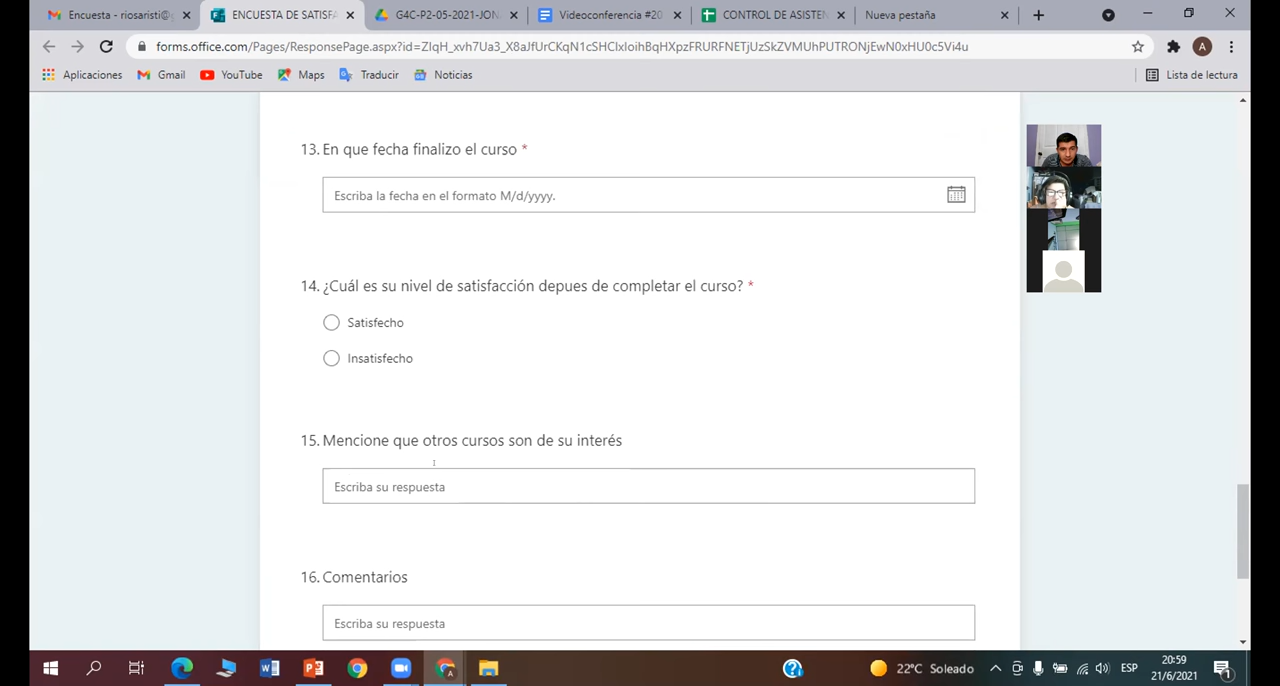 Encuesta - riosaristi@g
ENCUESTA DE SATISFA
G4C-P2-05-2021-JON
Videoconferencia #20
CONTROL DE ASISTEN
Nueva pestaña
forms.office.com/Pages/ResponsePage.aspx?id=ZIqH_xvh7Ua3_X8aJfUrCKqN1cSHClxIoihBqHXpzFRURFNETjUzSkZVMUhPUTRONjEwN0xHU0c5Vi4u
A
Aplicaciones
Gmail
YouTube
Maps
Traducir
Noticias
Lista de lectura
13. En que fecha finalizo el curso *
Escriba la fecha en el formato M/d/yyyy.
14. ¿Cuál es su nivel de satisfacción depues de completar el curso? *
Satisfecho
Insatisfecho
15. Mencione que otros cursos son de su interés
Escriba su respuesta
16. Comentarios
Escriba su respuesta
22°C Soleado
ESP
20:59
21/6/2021
1